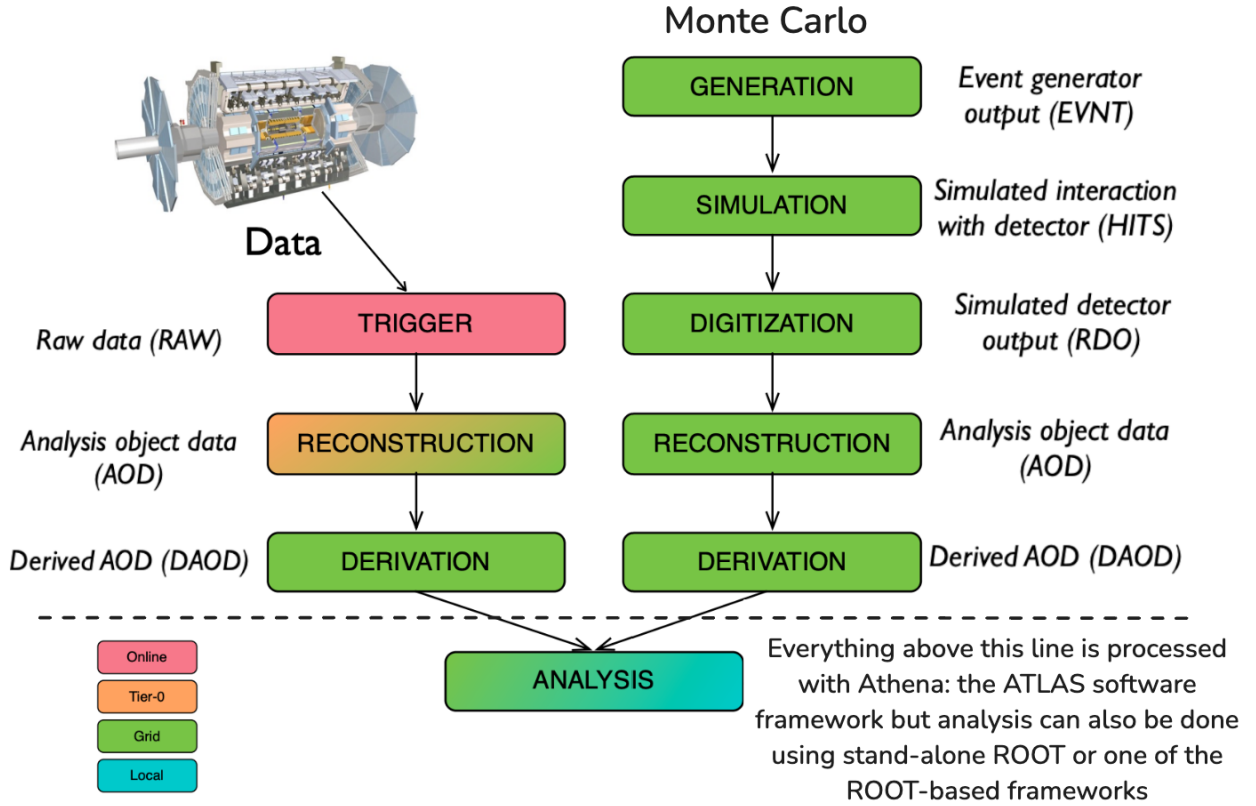 Monte Carlo
GENERATION
Event generator
output (EVNT)
SIMULATION
Simulated interaction
with detector (HITS)
Data
TRIGGER
Raw data (RAW)
DIGITIZATION
Simulated detector
output (RDO)
Analysis object data
(AOD)
RECONSTRUCTION
RECONSTRUCTION
Analysis object data
(AOD)
Derived AOD (DAOD)
DERIVATION
DERIVATION
Derived AOD (DAOD)
Online
Tier-0
Grid
Local
ANALYSIS
Everything above this line is processed
with Athena: the ATLAS software
framework but analysis can also be done
using stand-alone ROOT or one of the
ROOT-based frameworks